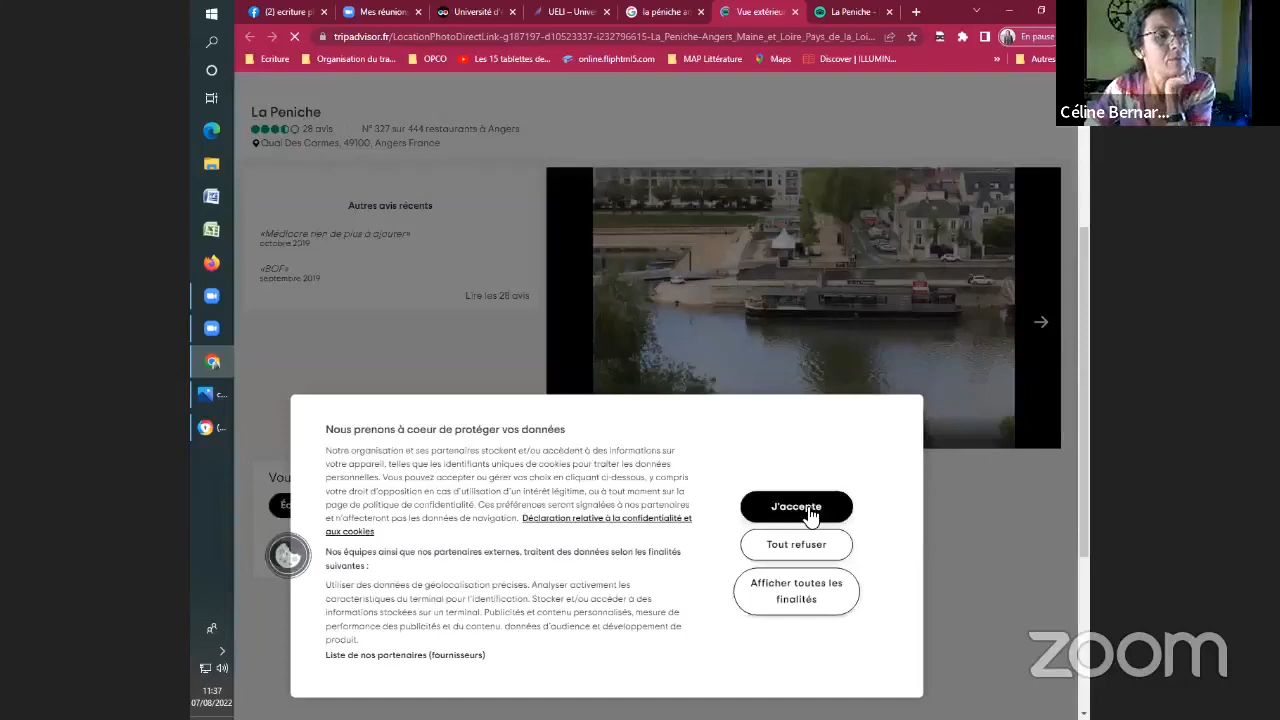 ecriture pl
Mes réunion
Université d'
UELI – Unive
la péniche an
Vue extérieur
La Peniche -
tripadvisor.fr/LocationPhotoDirectLink-g187197-d10523337-i232796615-La_Peniche-Angers_Maine_et_Loire_Pays_de_la_Loi...
En pause
Ecriture
Organisation du tra...
OPCO
Les 15 tablettes de...
online.fliphtml5.com
MAP Littérature
Maps
Discover | ILLUMIN...
»
Autres
Céline Bernar...
La Peniche
28 avis
N° 327 sur 444 restaurants à Angers
Quai Des Carmes, 49100, Angers France
Autres avis récents
«Médiocre rien de plus à ajouter»
octobre 2019
«BOF»
septembre 2019
Lire les 28 avis
Vou
Éc
Nous prenons à coeur de protéger vos données
Notre organisation et ses partenaires stockent et/ou accèdent à des informations sur
votre appareil, telles que les identifiants uniques de cookies pour traiter les données
personnelles. Vous pouvez accepter ou gérer vos choix en cliquant ci-dessous, y compris
votre droit d'opposition en cas d'utilisation d'un intérêt légitime, ou à tout moment sur la
page de politique de confidentialité. Ces préférences seront signalées à nos partenaires
et n'affecteront pas les données de navigation. Déclaration relative à la confidentialité et
aux cookies
Nos équipes ainsi que nos partenaires externes, traitent des données selon les finalités
suivantes :
Utiliser des données de géolocalisation précises. Analyser activement les
caractéristiques du terminal pour l'identification. Stocker et/ou accéder à des
informations stockées sur un terminal. Publicités et contenu personnalisés, mesure de
performance des publicités et du contenu, données d'audience et développement de
produit.
Liste de nos partenaires (fournisseurs)
J'accepte
Tout refuser
Afficher toutes les
finalités
c...
(...
11:37
07/08/2022
zoom